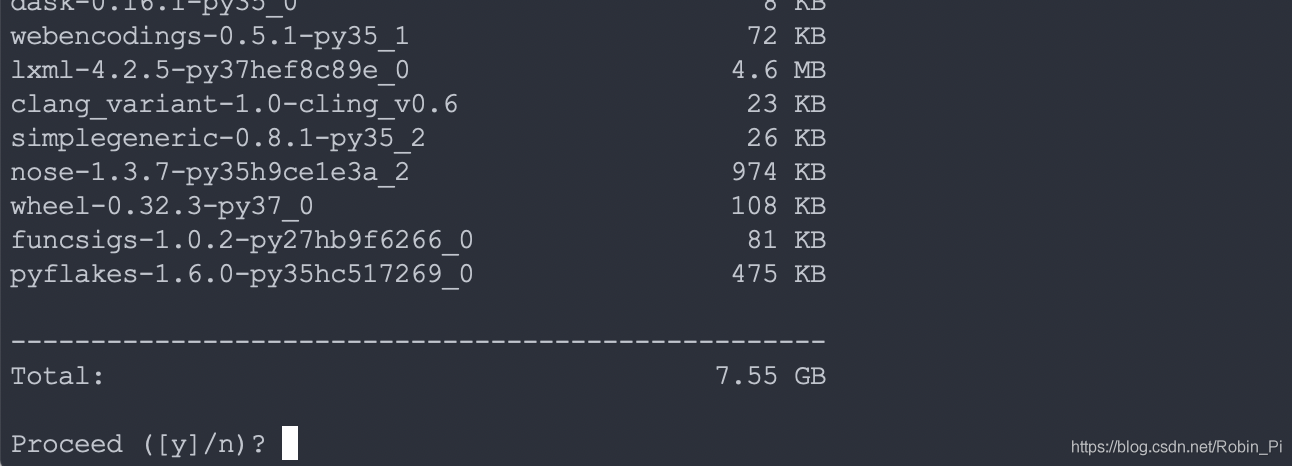 dask-0.16.1-py35_0 8 KB
webencodings-0.5.1-py35_1 72 KB
lxml-4.2.5-py37hef8c89e_0 4.6 MB
clang_variant-1.0-cling_v0.6 23 KB
simplegeneric-0.8.1-py35_2 26 KB
nose-1.3.7-py35h9ce1e3a_2 974 KB
wheel-0.32.3-py37_0 108 KB
funcsigs-1.0.2-py27hb9f6266_0 81 KB
pyflakes-1.6.0-py35hc517269_0 475 KB
---------------------------------------------------
Total: 7.55 GB
Proceed ([y]/n)?
https://blog.csdn.net/Robin_Pi